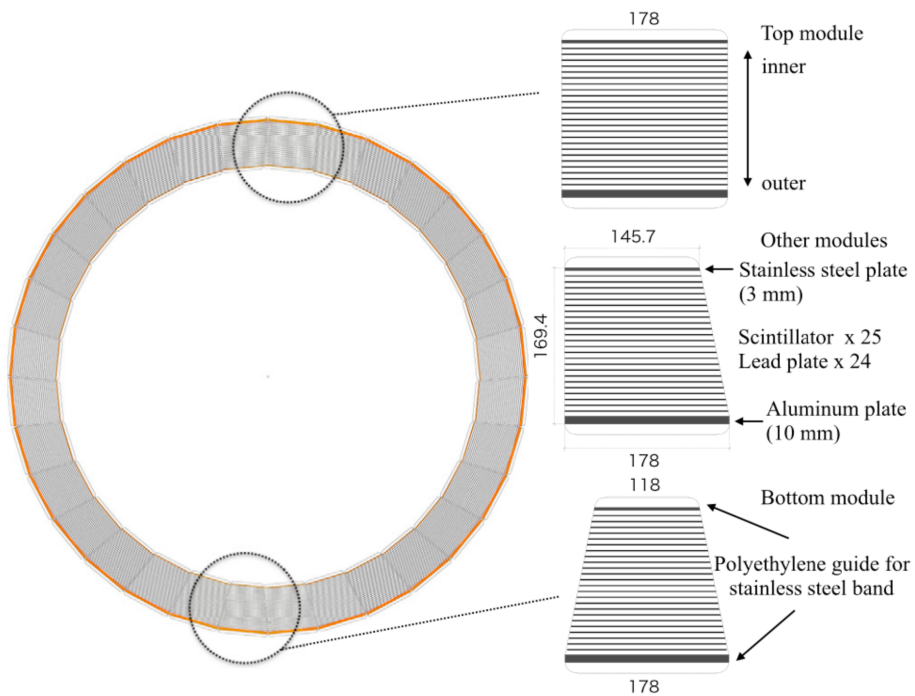 178
Top module
inner
outer
145.7
Other modules
Stainless steel plate
(3 mm)
169.4
Scintillator x 25
Lead plate x 24
Aluminum plate
(10 mm)
178
118
Bottom module
Polyethylene guide for
stainless steel band
178